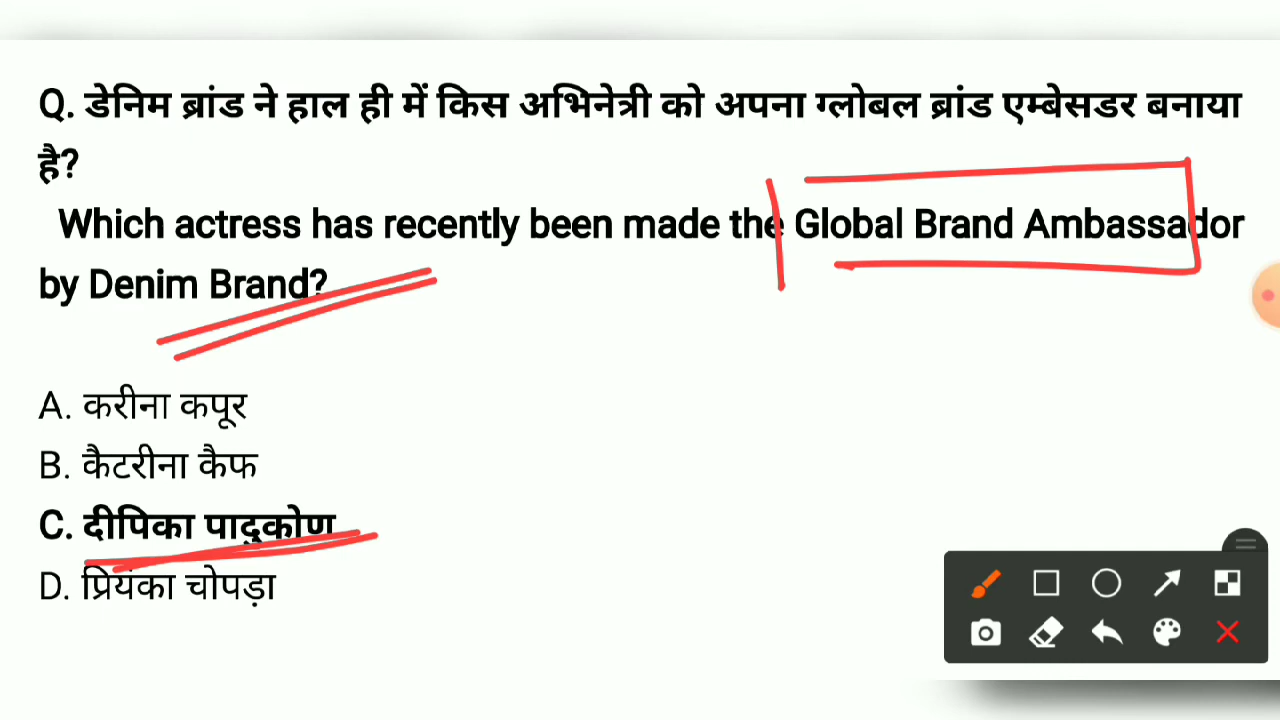 Q. डेनिम ब्रांड ने हाल ही में किस अभिनेत्री को अपना ग्लोबल ब्रांड एम्बेसडर बनाया
है?
Which actress has recently been made the Global Brand Ambassador
by Denim Brand?
A. करीना कपूर
B. कैटरीना कैफ
C. दीपिका पादुकोण
D. प्रियंका चोपड़ा